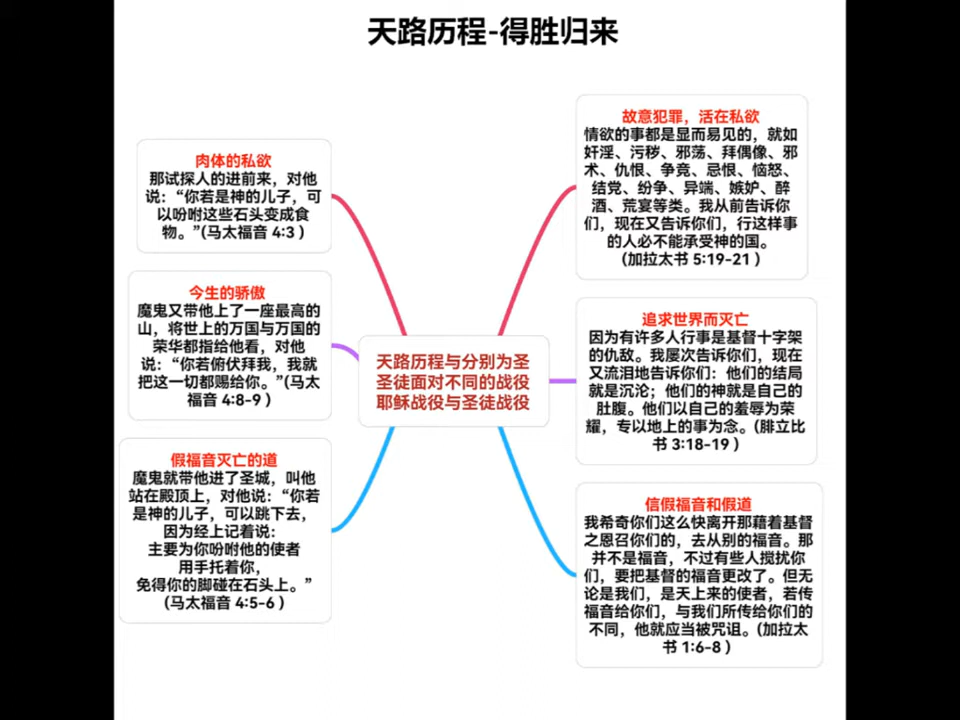 天路历程-得胜归来
肉体的私欲
那试探人的进前来，对他
说：“你若是神的儿子，可
以吩咐这些石头变成食
物。”(马太福音 4:3 )
今生的骄傲
魔鬼又带他上了一座最高的
山，将世上的万国与万国的
荣华都指给他看，对他
说：“你若俯伏拜我，我就
把这一切都赐给你。”(马太
福音 4:8-9 )
假福音灭亡的道
魔鬼就带他进了圣城，叫他
站在殿顶上，对他说：“你若
是神的儿子，可以跳下去，
因为经上记着说：
主要为你吩咐他的使者
用手托着你，
免得你的脚碰在石头上。”
(马太福音 4:5-6 )
天路历程与分别为圣
圣徒面对不同的战役
耶稣战役与圣徒战役
故意犯罪，活在私欲
情欲的事都是显而易见的，就如
奸淫、污秽、邪荡、拜偶像、邪
术、仇恨、争竞、忌恨、恼怒、
结党、纷争、异端、嫉妒、醉
酒、荒宴等类。我从前告诉你
们，现在又告诉你们，行这样事
的人必不能承受神的国。
(加拉太书 5:19-21 )
追求世界而灭亡
因为有许多人行事是基督十字架
的仇敌。我屡次告诉你们，现在
又流泪地告诉你们：他们的结局
就是沉沦；他们的神就是自己的
肚腹。他们以自己的羞辱为荣
耀，专以地上的事为念。(腓立比
书 3:18-19 )
信假福音和假道
我希奇你们这么快离开那藉着基督
之恩召你们的，去从别的福音。那
并不是福音，不过有些人搅扰你
们，要把基督的福音更改了。但无
论是我们，是天上来的使者，若传
福音给你们，与我们所传给你们的
不同，他就应当被咒诅。(加拉太
书 1:6-8 )